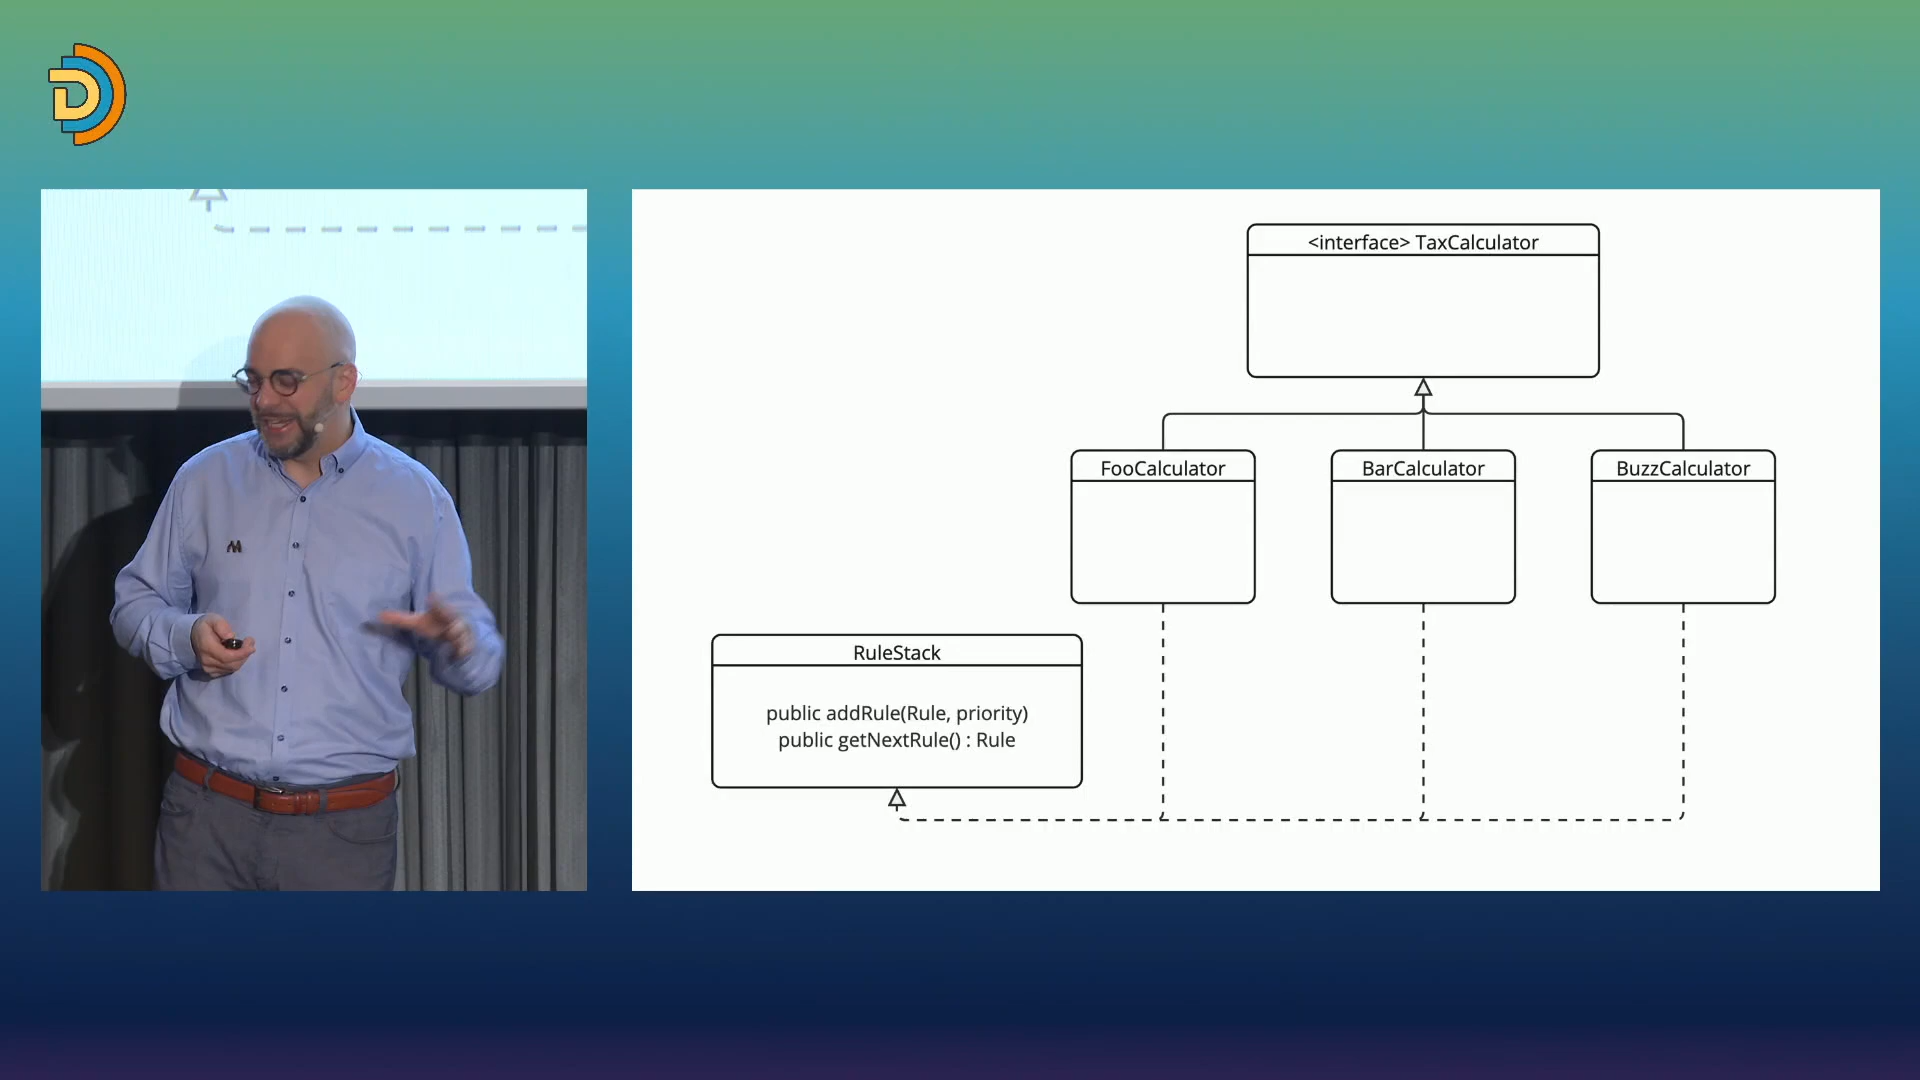 <interface> TaxCalculator
FooCalculator
BarCalculator
BuzzCalculator
RuleStack
public addRule(Rule, priority)
public getNextRule() : Rule